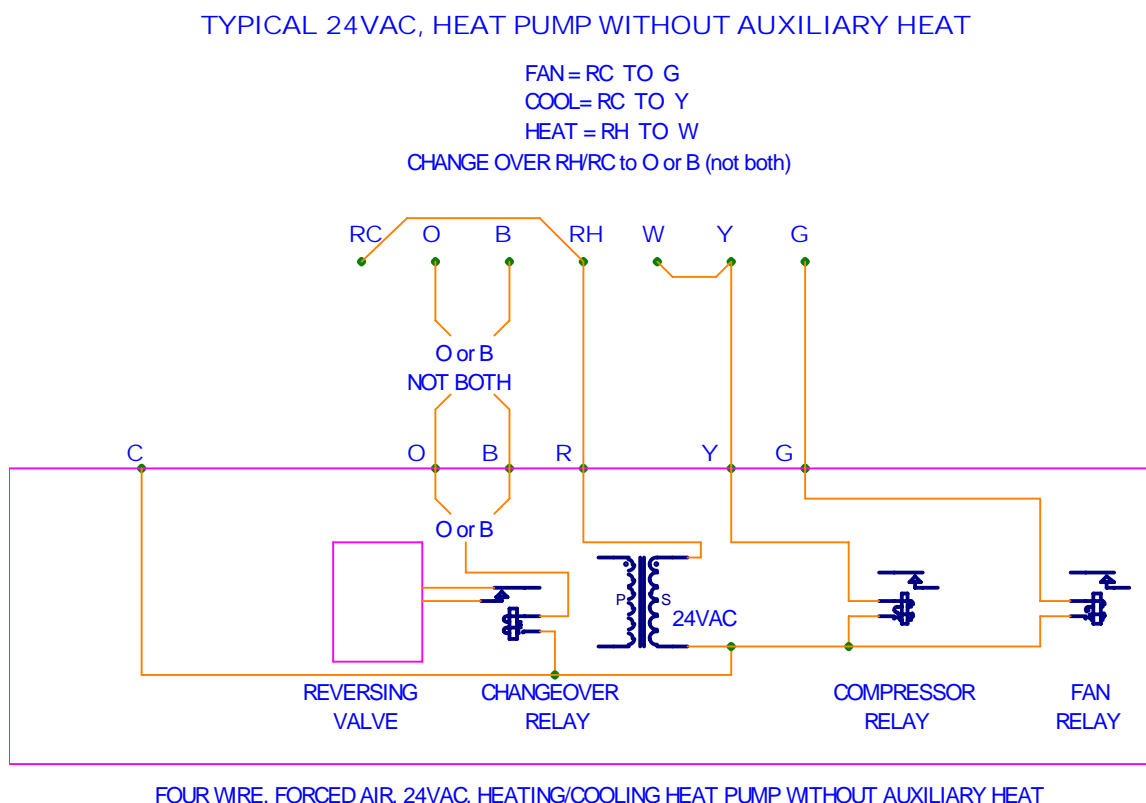 TYPICAL 24VAC, HEAT PUMP WITHOUT AUXILIARY HEAT
FAN = RC TO G
COOL= RC TO Y
HEAT = RH TO W
CHANGE OVER RH/RC to O or B (not both)
RC O B RH W Y G
O or B
NOT BOTH
C O B R Y G
O or B
P S
24VAC
REVERSING VALVE
CHANGEOVER RELAY
COMPRESSOR RELAY
FAN RELAY
FOUR WIRE. FORCED AIR. 24VAC. HEATING/COOLING HEAT PUMP WITHOUT AUXILIARY HEAT